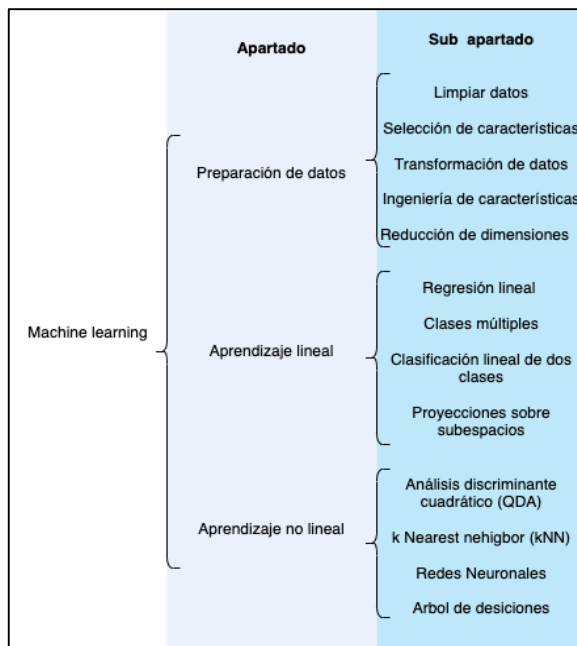 Apartado
Sub apartado
Machine learning
Preparación de datos
Limpiar datos
Selección de características
Transformación de datos
Ingeniería de características
Reducción de dimensiones
Aprendizaje lineal
Regresión lineal
Clases múltiples
Clasificación lineal de dos
clases
Proyecciones sobre
subespacios
Aprendizaje no lineal
Análisis discriminante
cuadrático (QDA)
k Nearest nehigbor (kNN)
Redes Neuronales
Arbol de desiciones